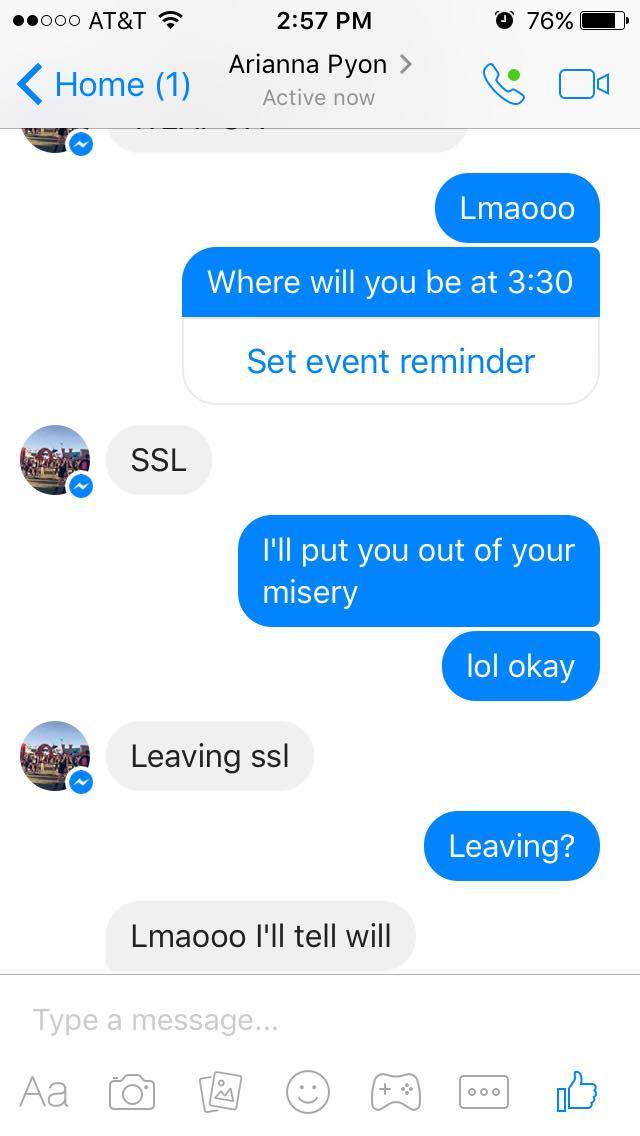 AT&T 2:57 PM 76%
Home (1) Arianna Pyon
Active now
Lmaooo
Where will you be at 3:30
Set event reminder
SSL
I'll put you out of your
misery
lol okay
Leaving ssl
Leaving?
Lmaooo I'll tell will
Type a message...
Aa